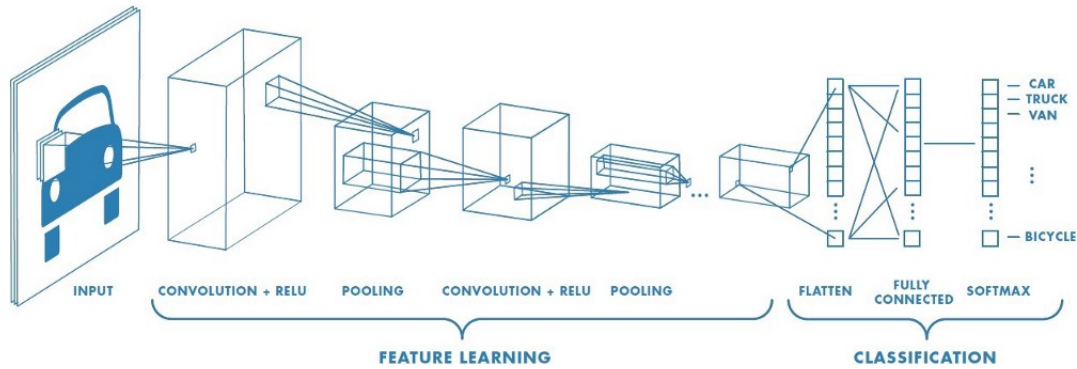 CAR
TRUCK
VAN
BICYCLE
INPUT
CONVOLUTION + RELU
POOLING
CONVOLUTION + RELU
POOLING
FLATTEN
FULLY
CONNECTED
SOFTMAX
FEATURE LEARNING
CLASSIFICATION